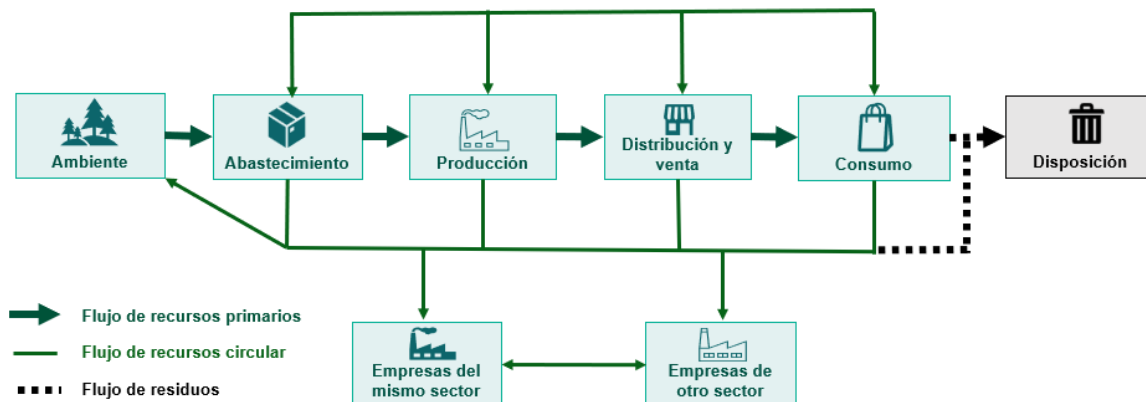 Ambiente
Abastecimiento
Producción
Distribución y
venta
Consumo
Disposición
Flujo de recursos primarios
Flujo de recursos circular
Flujo de residuos
Empresas del
mismo sector
Empresas de
otro sector